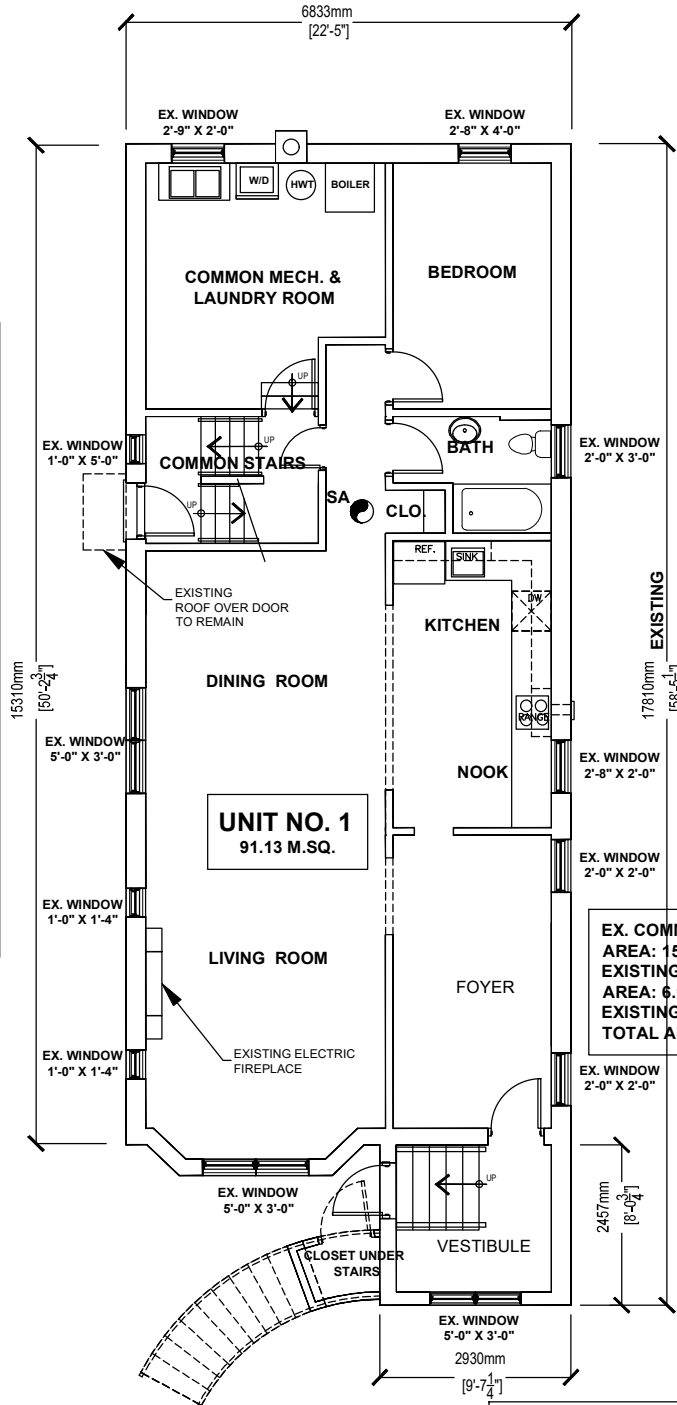 6833mm
[22'-5"]
EX. WINDOW
2'-9" X 2'-0"
EX. WINDOW
2'-8" X 4'-0"
W/D
HWT
BOILER
COMMON MECH. &
LAUNDRY ROOM
BEDROOM
UP
EX. WINDOW
1'-0" X 5'-0"
UP
COMMON STAIRS
BATH
EX. WINDOW
2'-0" X 3'-0"
UP
SA
CLO.
REF.
SINK
EXISTING
ROOF OVER DOOR
TO REMAIN
DW
KITCHEN
EXISTING
15310mm
[50'-2 3/4"]
17810mm
[58'-5 1/4"]
DINING ROOM
RANGE
EX. WINDOW
5'-0" X 3'-0"
NOOK
EX. WINDOW
2'-8" X 2'-0"
UNIT NO. 1
91.13 M.SQ.
EX. WINDOW
2'-0" X 2'-0"
EX. WINDOW
1'-0" X 1'-4"
LIVING ROOM
FOYER
EX. COMM
AREA: 15
EXISTING
AREA: 6.
EXISTING
TOTAL A
EXISTING ELECTRIC
FIREPLACE
EX. WINDOW
1'-0" X 1'-4"
EX. WINDOW
2'-0" X 2'-0"
UP
EX. WINDOW
5'-0" X 3'-0"
2457mm
[8'-0 3/4"]
VESTIBULE
CLOSET UNDER
STAIRS
EX. WINDOW
5'-0" X 3'-0"
2930mm
[9'-7 1/4"]